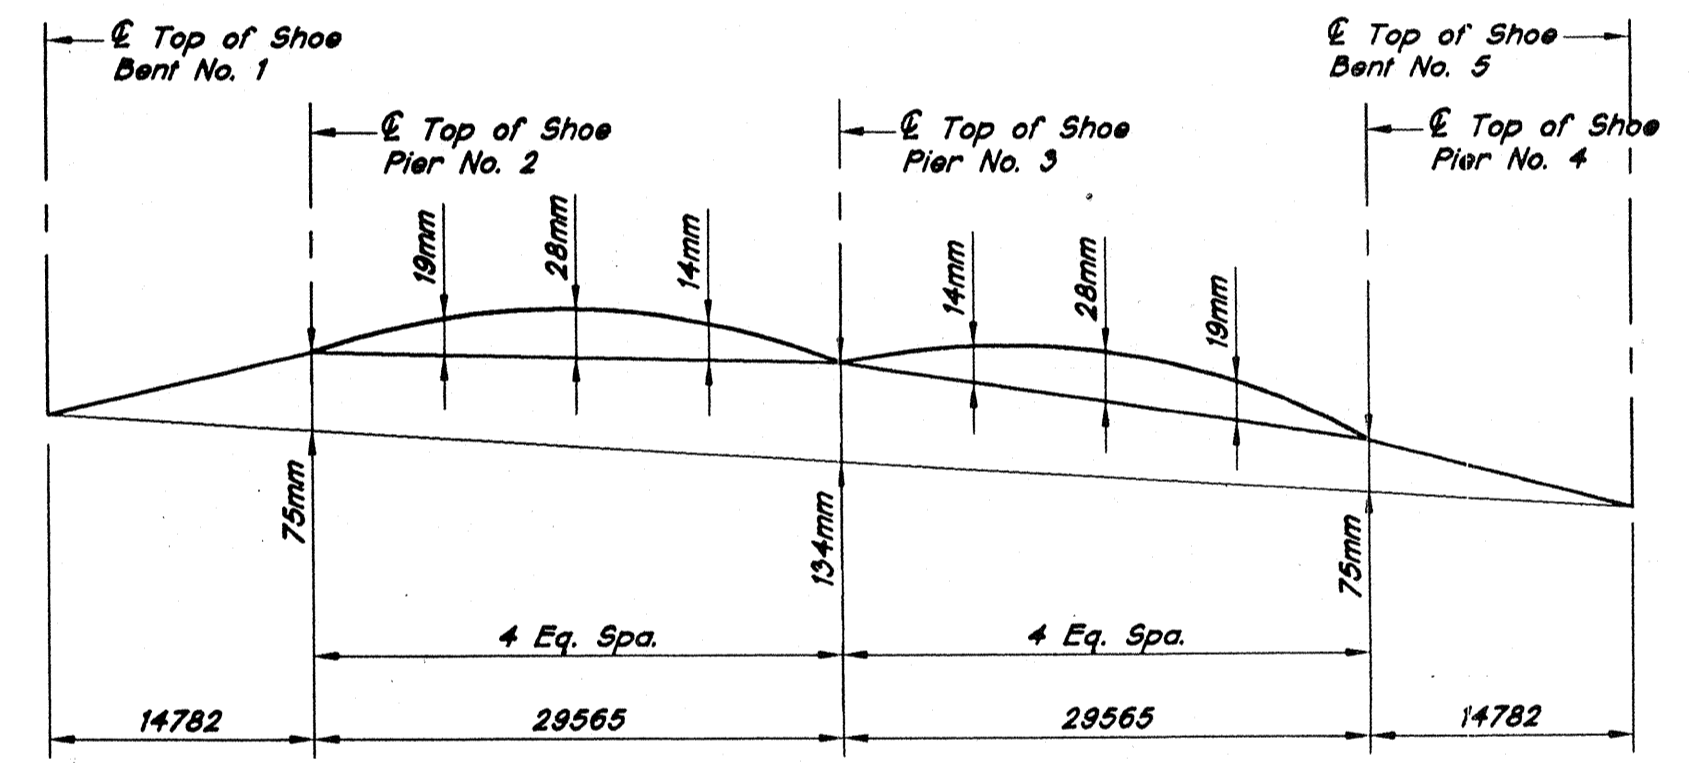 ℄ Top of Shoe
Bent No. 1
℄ Top of Shoe
Bent No. 5
℄ Top of Shoe
Pier No. 2
℄ Top of Shoe
Pier No. 3
℄ Top of Shoe
Pier No. 4
19mm
28mm
14mm
14mm
28mm
19mm
75mm
134mm
75mm
4 Eq. Spa.
4 Eq. Spa.
14782
29565
29565
14782